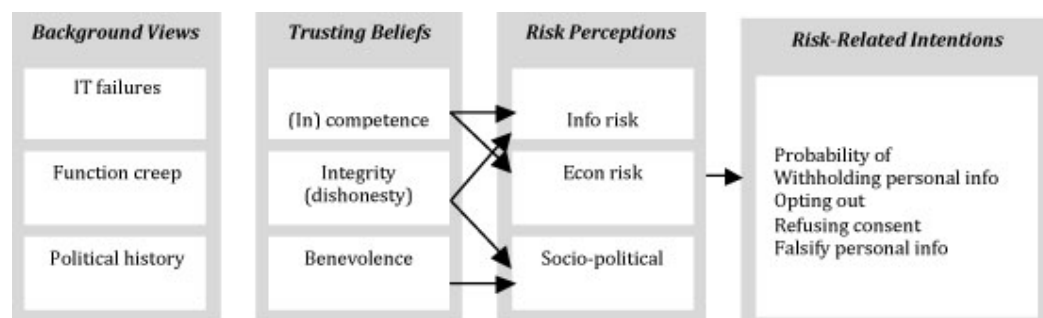 Background Views
IT failures
Function creep
Political history
Trusting Beliefs
(In) competence
Integrity
(dishonesty)
Benevolence
Risk Perceptions
Info risk
Econ risk
Socio-political
Risk-Related Intentions
Probability of
Withholding personal info
Opting out
Refusing consent
Falsify personal info